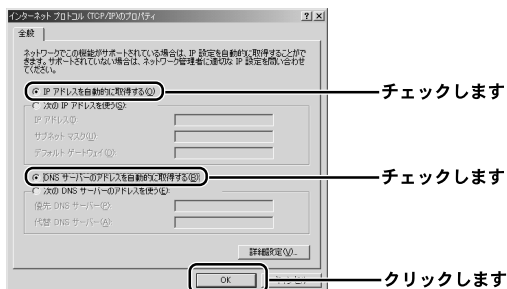 インターネット プロトコル (TCP/IP)のプロパティ
全般
ネットワークでこの機能がサポートされている場合は、IP 設定を自動的に取得することがで
きます。サポートされていない場合は、ネットワーク管理者に適切な IP 設定を問い合わせ
てください。
IP アドレスを自動的に取得する(O)
チェックします
次の IP アドレスを使う(S):
IP アドレス(I):
サブネット マスク(U):
デフォルト ゲートウェイ(D):
DNS サーバーのアドレスを自動的に取得する(B)
チェックします
次の DNS サーバーのアドレスを使う(E):
優先 DNS サーバー(P):
代替 DNS サーバー(A):
詳細設定(V)...
OK
クリックします